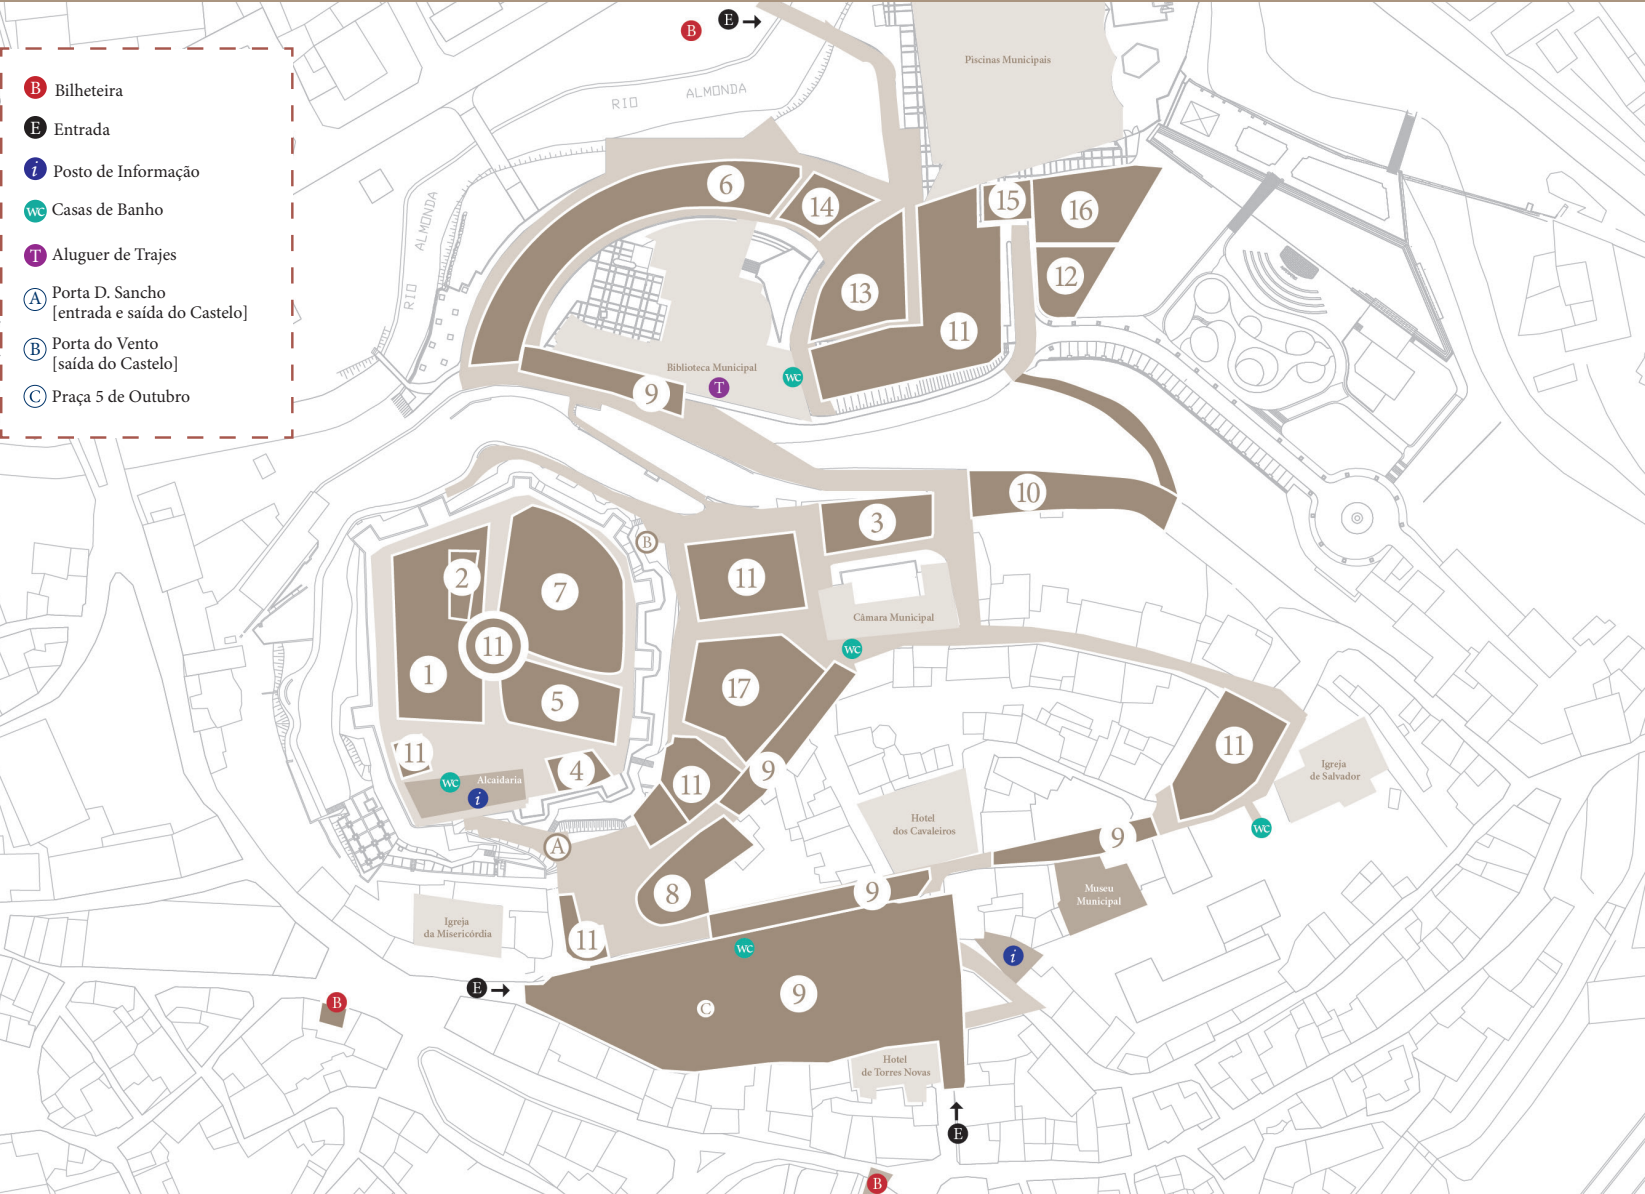 B
E
Piscinas Municipais
RIO ALMONDA
B Bilheteira
E Entrada
i Posto de Informação
WC Casas de Banho
T Aluguer de Trajes
A Porta D. Sancho
[entrada e saída do Castelo]
B Porta do Vento
[saída do Castelo]
C Praça 5 de Outubro
RIO ALMONDA
6
14
15
16
12
13
11
Biblioteca Municipal
T
WC
9
10
3
B
11
2
7
11
Câmara Municipal
WC
1
5
17
11
Igreja
de Salvador
11
WC
Alcaidaria
i
4
11
9
Hotel
dos Cavaleiros
WC
9
A
8
9
Museu
Municipal
Igreja
da Misericórdia
11
WC
i
E
B
C
9
Hotel
de Torres Novas
E
B